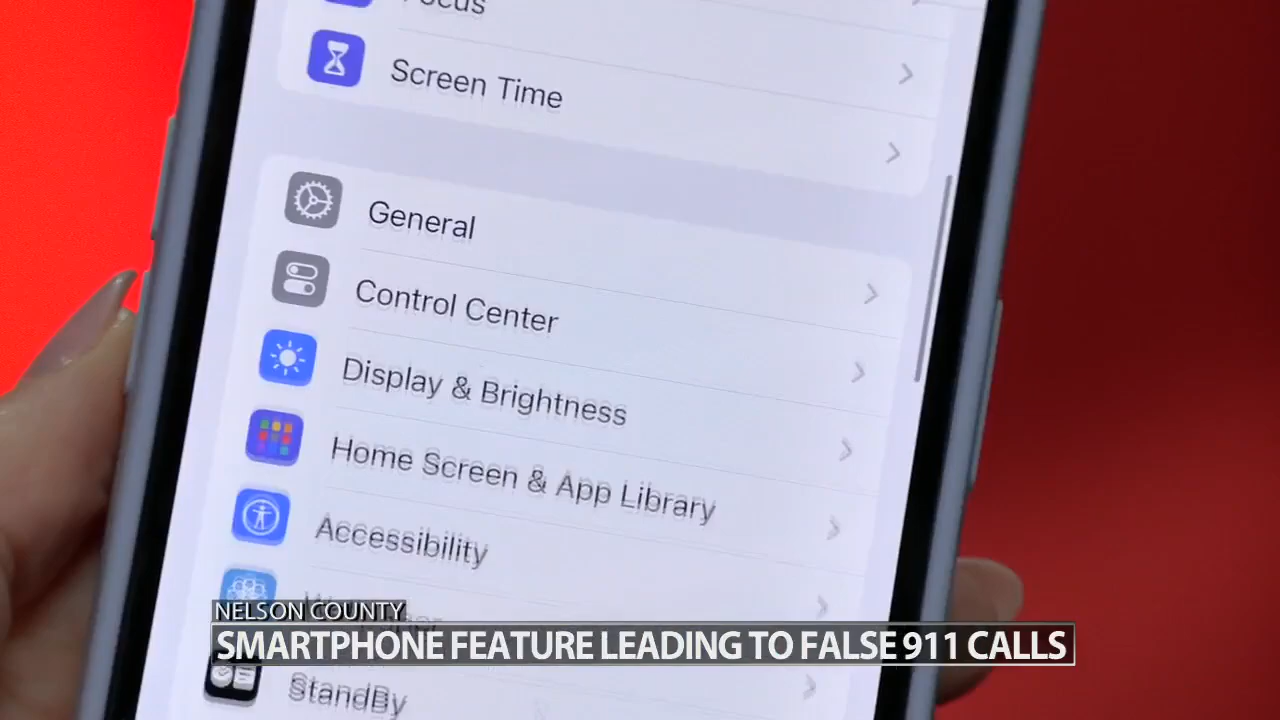 Focus
Screen Time
General
Control Center
Display & Brightness
Home Screen & App Library
Accessibility
NELSON COUNTY
SMARTPHONE FEATURE LEADING TO FALSE 911 CALLS
StandBy